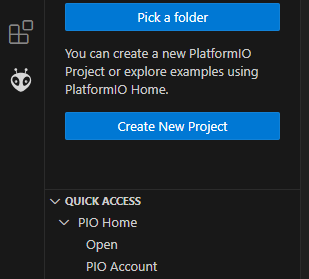 Pick a folder
You can create a new PlatformIO
Project or explore examples using
PlatformIO Home.
Create New Project
QUICK ACCESS
PIO Home
Open
PIO Account